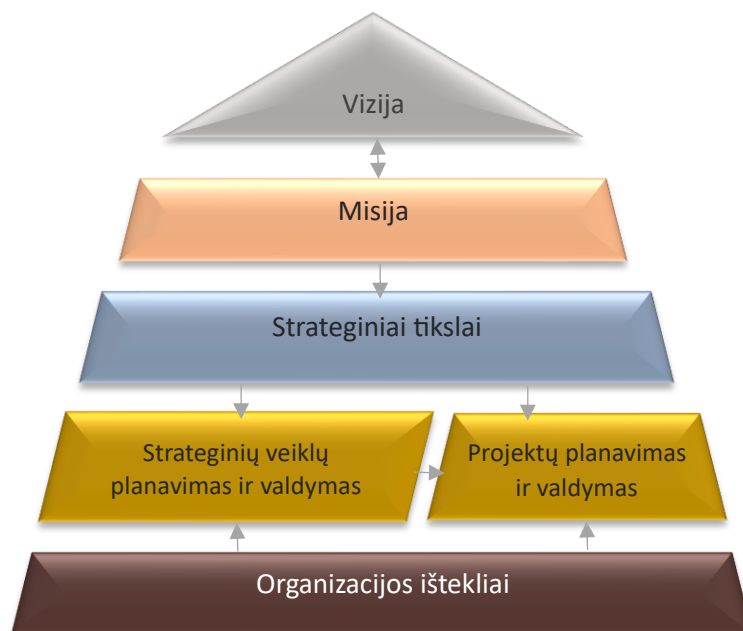 Vizija
Misija
Strateginiai tikslai
Strateginių veiklų
planavimas ir valdymas
Projektų planavimas
ir valdymas
Organizacijos ištekliai